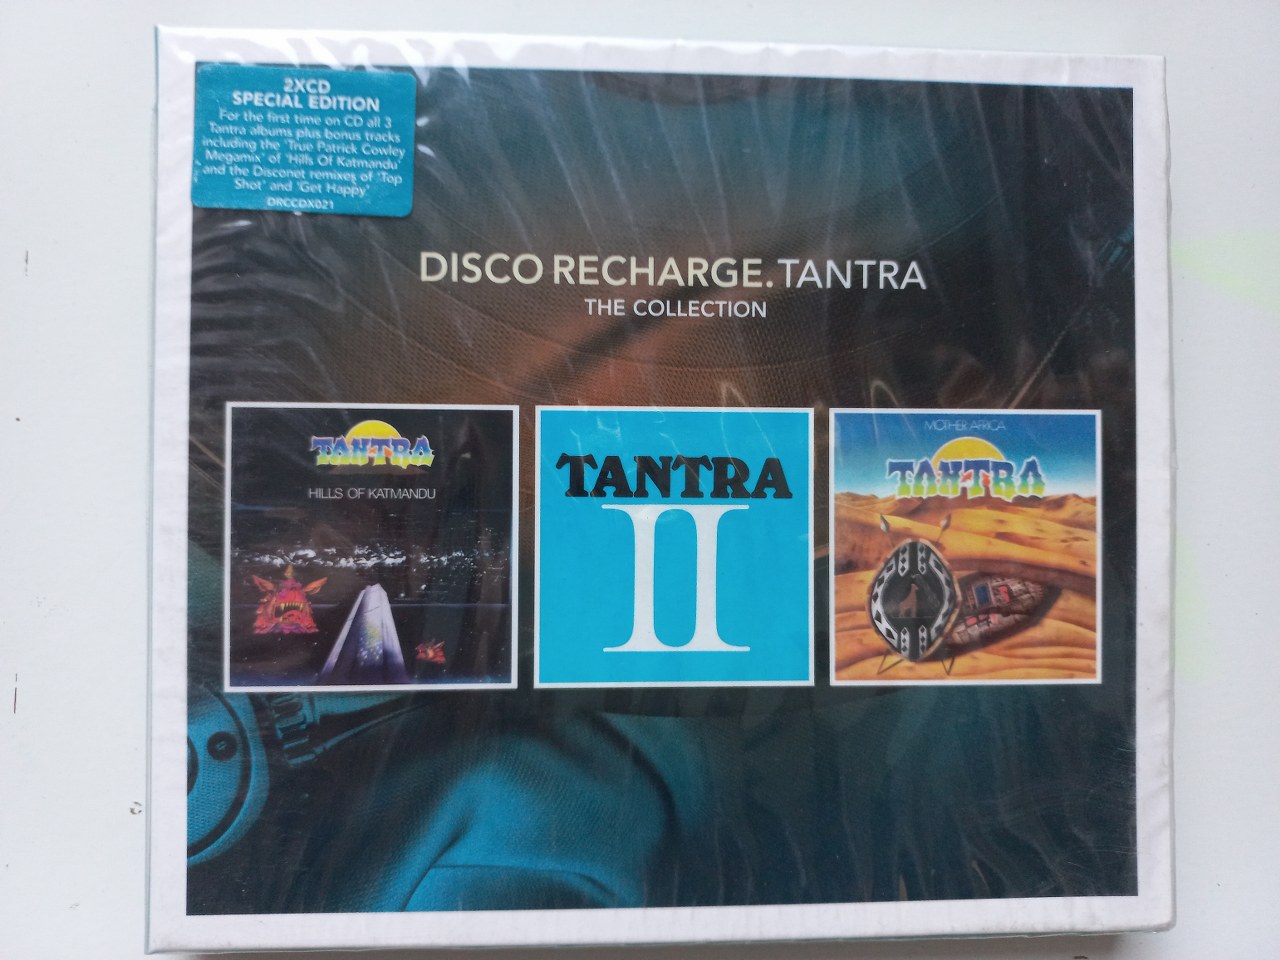 2XCD
SPECIAL EDITION
For the first time on CD all 3
Tantra albums plus bonus tracks
including the 'True Patrick Cowley
Megamix' of 'Hills Of Katmandu'
and the Disconet remixes of 'Top
Shot' and 'Get Happy'
DRCCDX021
DISCO RECHARGE.TANTRA
THE COLLECTION
TANTRA
HILLS OF KATMANDU
TANTRA
II
MOTHER AFRICA
TANTRA